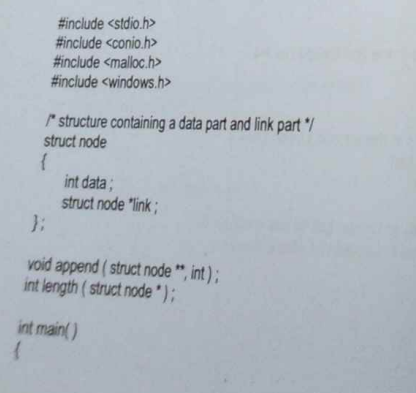 #include <stdio.h>
#include <conio.h>
#include <malloc.h>
#include <windows.h>
/* structure containing a data part and link part */
struct node
{
int data ;
struct node *link ;
} ;
void append ( struct node **, int ) ;
int length ( struct node * ) ;
int main( )
{